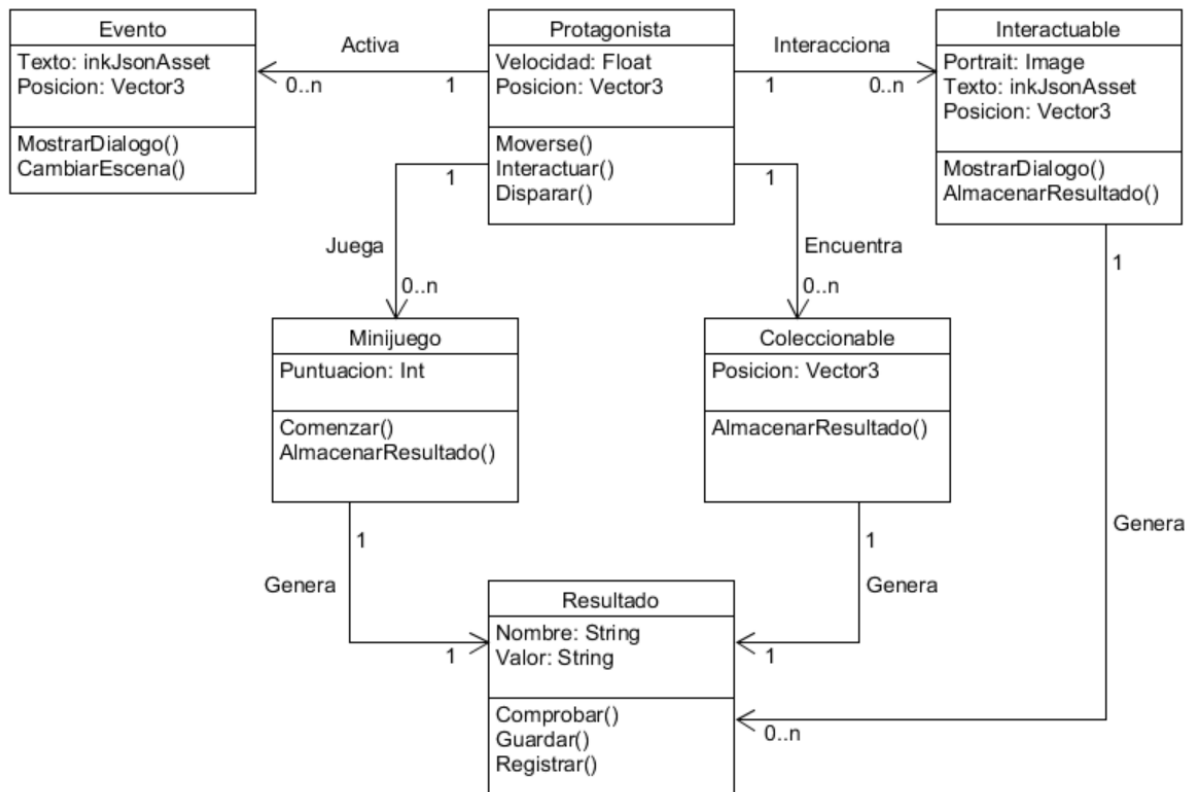 Evento
Texto: inkJsonAsset
Posicion: Vector3
MostrarDialogo()
CambiarEscena()
Activa
0..n
1
Protagonista
Velocidad: Float
Posicion: Vector3
Moverse()
Interactuar()
Disparar()
Interacciona
1
0..n
Interactuable
Portrait: Image
Texto: inkJsonAsset
Posicion: Vector3
MostrarDialogo()
AlmacenarResultado()
1
Juega
0..n
1
Encuentra
0..n
1
Genera
0..n
Minijuego
Puntuacion: Int
Comenzar()
AlmacenarResultado()
Coleccionable
Posicion: Vector3
AlmacenarResultado()
1
Genera
1
1
Genera
1
Resultado
Nombre: String
Valor: String
Comprobar()
Guardar()
Registrar()